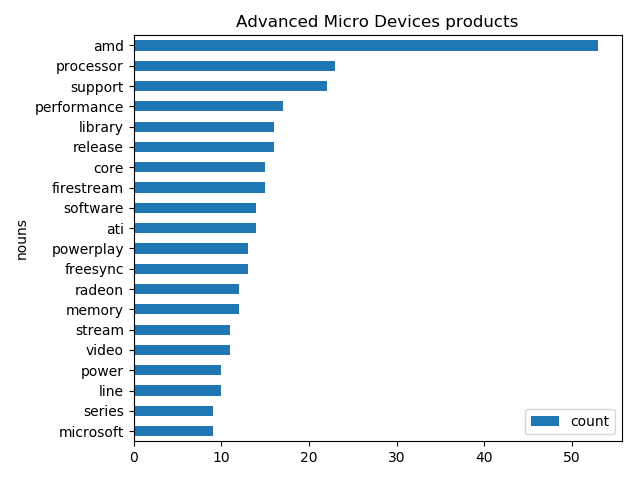 Advanced Micro Devices products
amd
processor
support
performance
library
release
core
firestream
software
ati
powerplay
freesync
radeon
memory
stream
video
power
line
series
microsoft
nouns
count
0 10 20 30 40 50